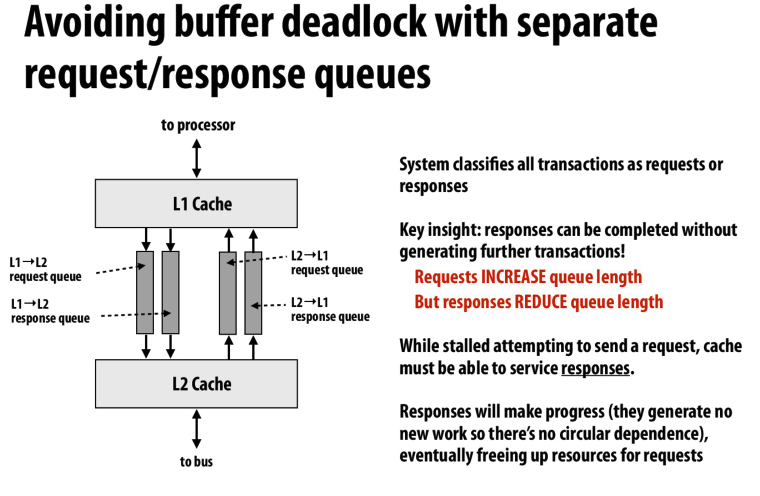 Avoiding buffer deadlock with separate
request/response queues
to processor
L1 Cache
L1→L2
request queue
L1→L2
response queue
L2→L1
request queue
L2→L1
response queue
L2 Cache
to bus
System classifies all transactions as requests or
responses
Key insight: responses can be completed without
generating further transactions!
Requests INCREASE queue length
But responses REDUCE queue length
While stalled attempting to send a request, cache
must be able to service responses.
Responses will make progress (they generate no
new work so there's no circular dependence),
eventually freeing up resources for requests